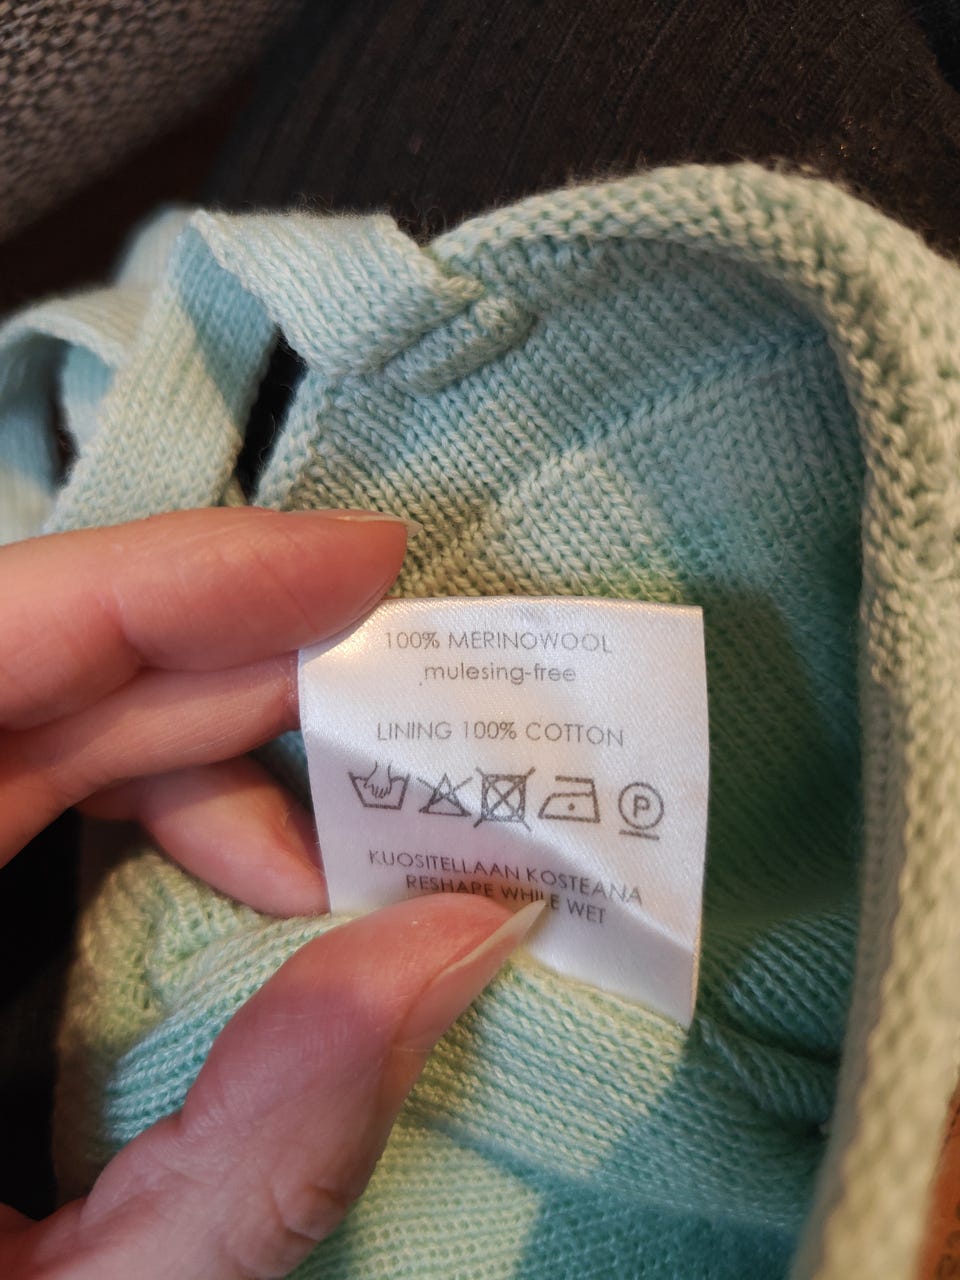 100% MERINOWOOL
mulesing-free
LINING 100% COTTON
P
KUOSITELLAAN KOSTEANA
RESHAPE WHILE WET